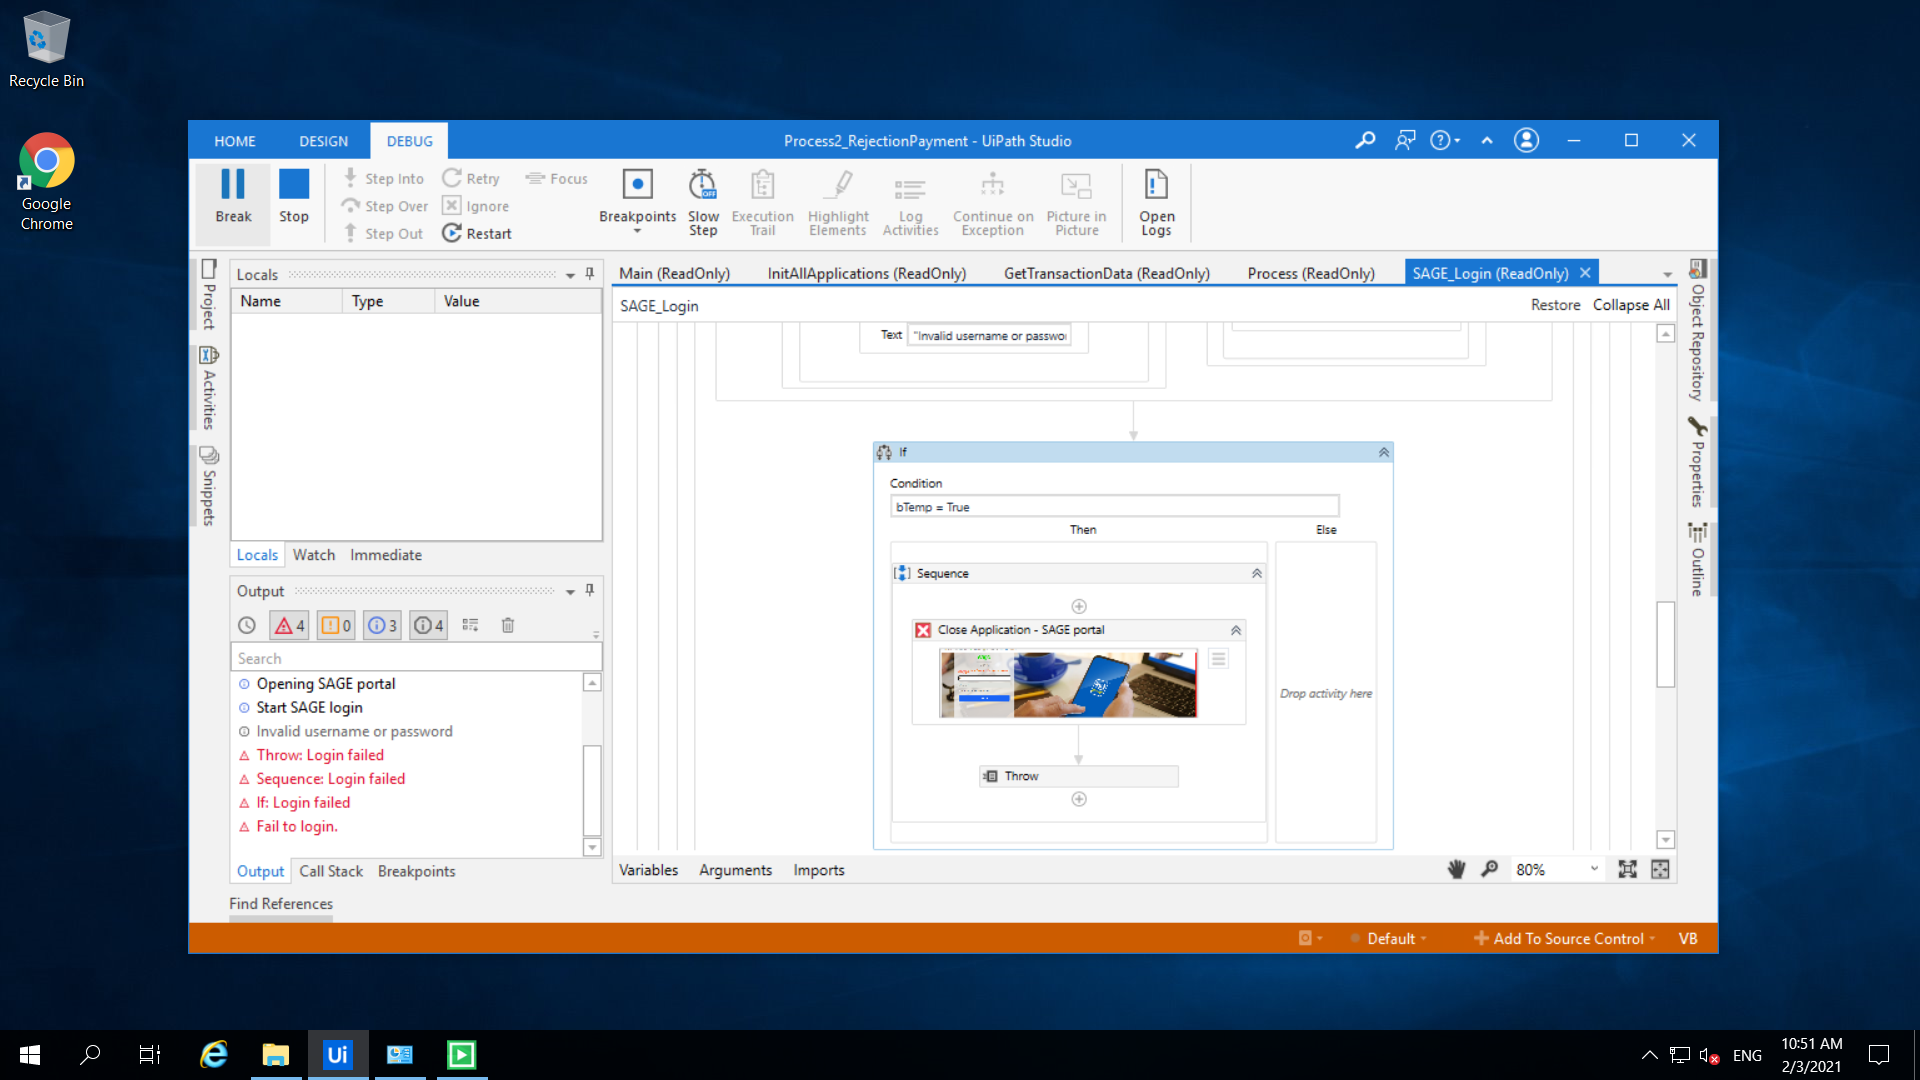 Recycle Bin
Google
Chrome
HOME DESIGN DEBUG Process2_RejectionPayment - UiPath Studio
Break
Stop
Step Into
Step Over
Step Out
Retry
Ignore
Restart
Focus
Breakpoints
Slow
Step
OFF
Execution
Trail
Highlight
Elements
Log
Activities
Continue on
Exception
Picture in
Picture
Open
Logs
Project
Activities
Snippets
Locals
Name Type Value
Locals Watch Immediate
Output
4 0 3 4
Search
Opening SAGE portal
Start SAGE login
Invalid username or password
Throw: Login failed
Sequence: Login failed
If: Login failed
Fail to login.
Output Call Stack Breakpoints
Find References
Main (ReadOnly) InitAllApplications (ReadOnly) GetTransactionData (ReadOnly) Process (ReadOnly) SAGE_Login (ReadOnly)
SAGE_Login Restore Collapse All
Text "Invalid username or passwo
If
Condition
bTemp = True
Then Else
Sequence
Close Application - SAGE portal
Drop activity here
Throw
Variables Arguments Imports 80%
Object Repository
Properties
Outline
Default Add To Source Control VB
Ui
ENG
10:51 AM
2/3/2021